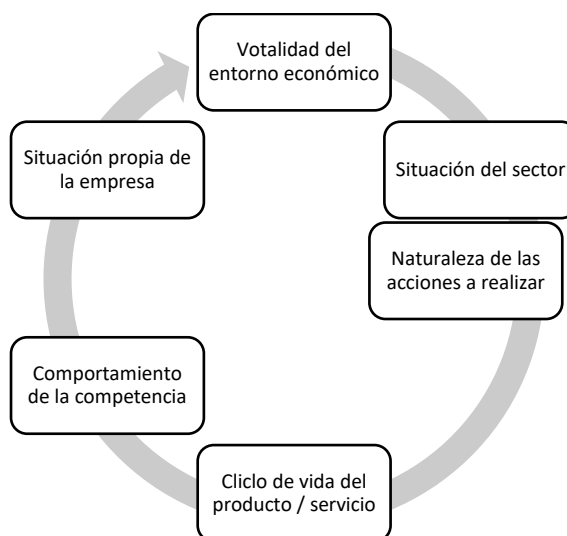 Votalidad del
entorno económico
Situación del sector
Naturaleza de las
acciones a realizar
Cliclo de vida del
producto / servicio
Comportamiento
de la competencia
Situación propia de
la empresa